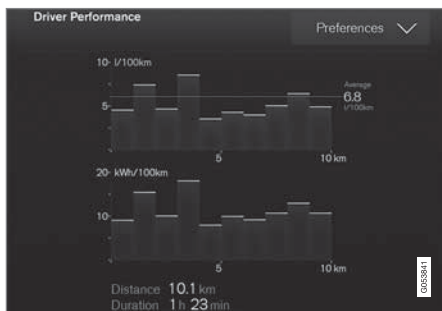 Driver Performance
Preferences
10 l/100km
Average
6.8
l/100km
5
5
10 km
20 kWh/100km
10
5
10 km
Distance 10.1 km
Duration 1 h 23 min
G053841